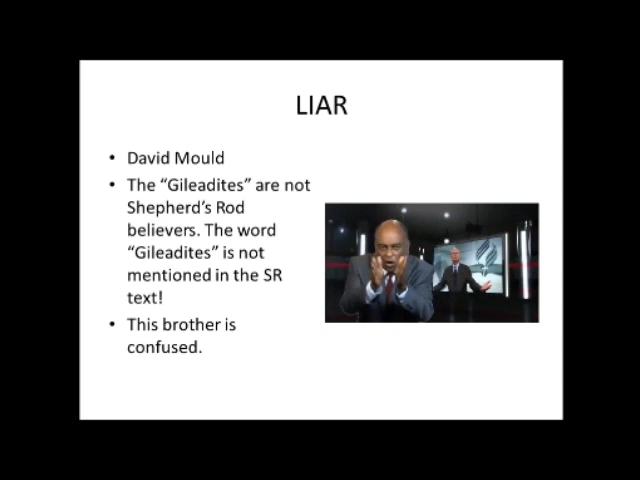 LIAR
• David Mould
• The “Gileadites” are not
Shepherd’s Rod
believers. The word
“Gileadites” is not
mentioned in the SR
text!
• This brother is
confused.